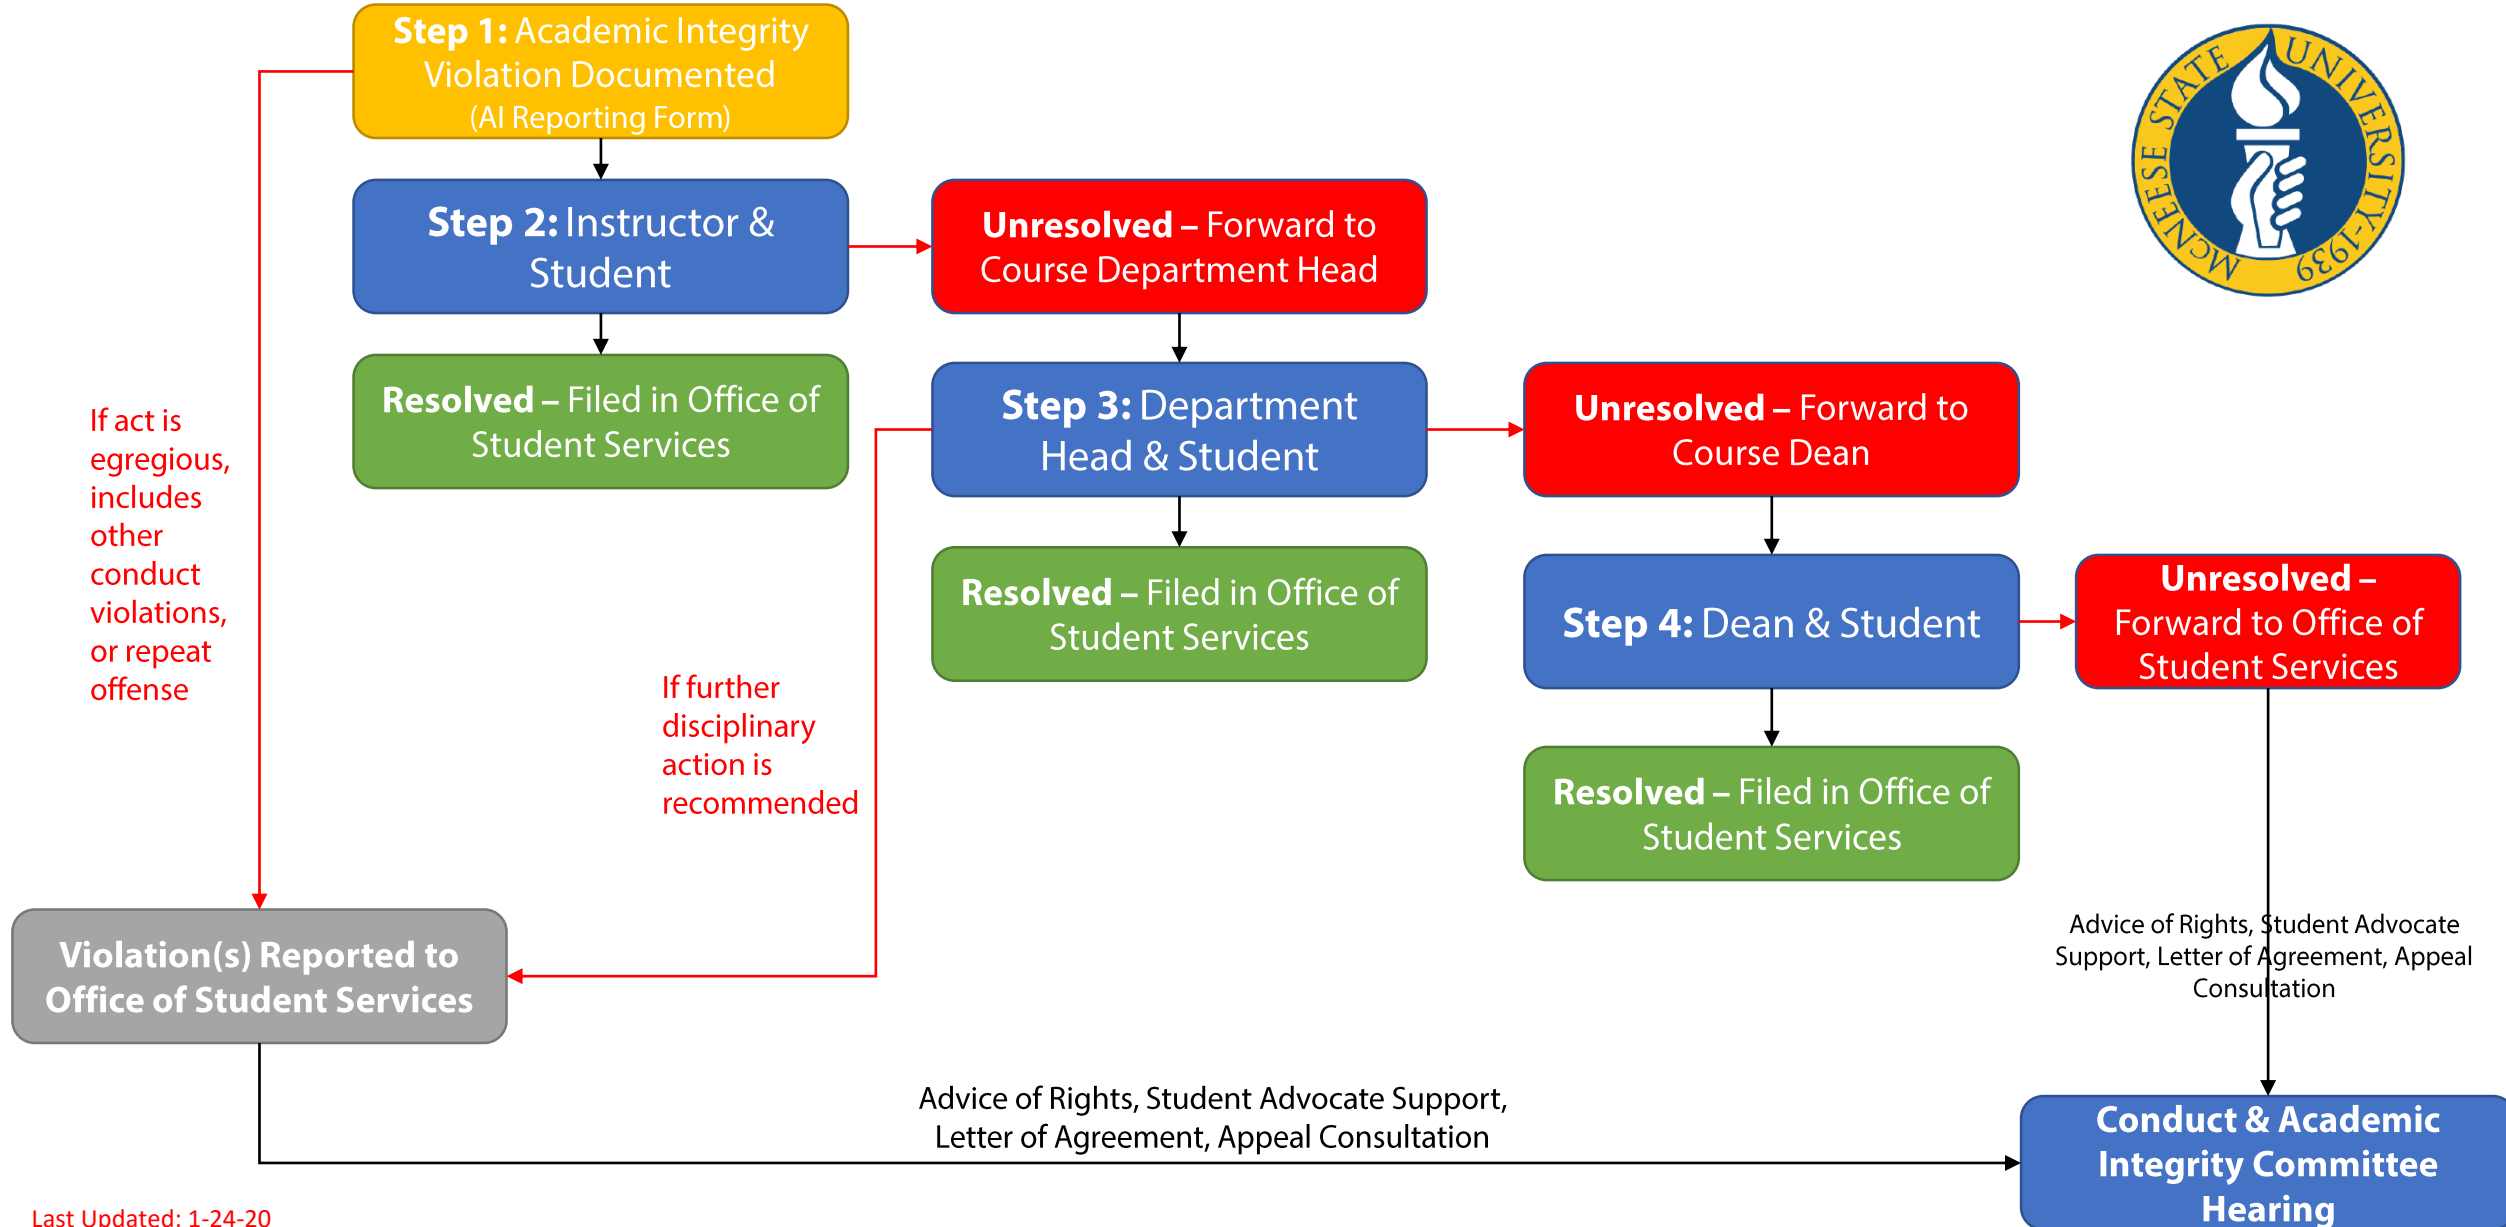 Step 1: Academic Integrity
Violation Documented
(AI Reporting Form)
MCNEESE STATE UNIVERSITY-1939
Step 2: Instructor &
Student
Unresolved – Forward to
Course Department Head
Resolved – Filed in Office of
Student Services
Step 3: Department
Head & Student
Unresolved – Forward to
Course Dean
If act is
egregious,
includes
other
conduct
violations,
or repeat
offense
Resolved – Filed in Office of
Student Services
Step 4: Dean & Student
Unresolved –
Forward to Office of
Student Services
If further
disciplinary
action is
recommended
Resolved – Filed in Office of
Student Services
Violation(s) Reported to
Office of Student Services
Advice of Rights, Student Advocate
Support, Letter of Agreement, Appeal
Consultation
Advice of Rights, Student Advocate Support,
Letter of Agreement, Appeal Consultation
Conduct & Academic
Integrity Committee
Hearing
Last Updated: 1-24-20